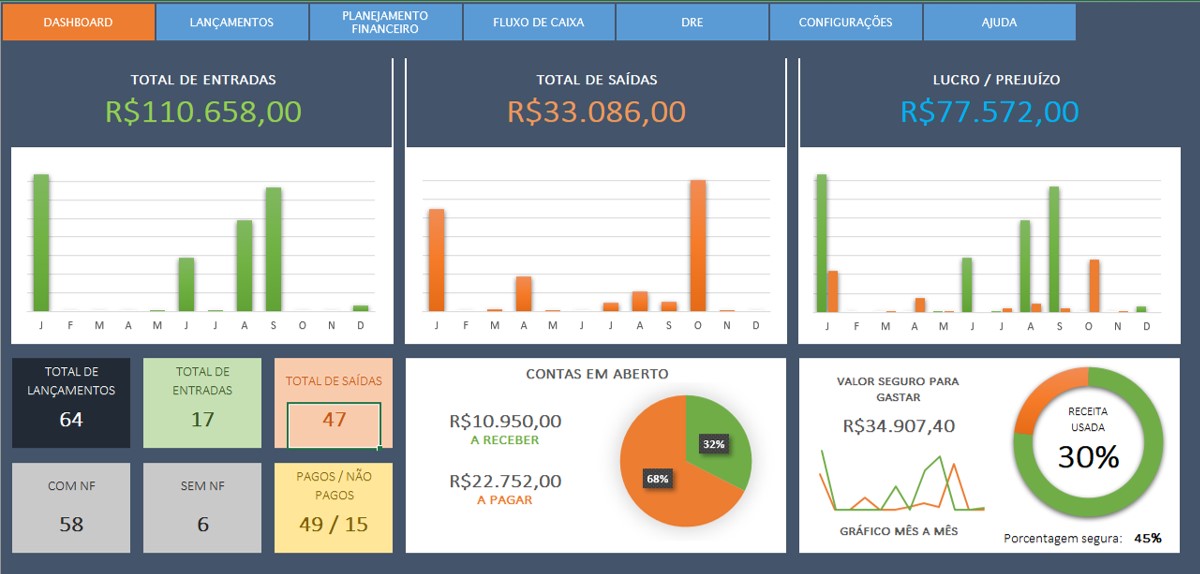 DASHBOARD
LANÇAMENTOS
PLANEJAMENTO
FINANCEIRO
FLUXO DE CAIXA
DRE
CONFIGURAÇÕES
AJUDA
TOTAL DE ENTRADAS
R$110.658,00
TOTAL DE SAÍDAS
R$33.086,00
LUCRO / PREJUÍZO
R$77.572,00
J F M A M J J A S O N D
J F M A M J J A S O N D
J F M A M J J A S O N D
TOTAL DE
LANÇAMENTOS
64
TOTAL DE
ENTRADAS
17
TOTAL DE SAÍDAS
47
COM NF
58
SEM NF
6
PAGOS / NÃO
PAGOS
49 / 15
CONTAS EM ABERTO
R$10.950,00
A RECEBER
R$22.752,00
A PAGAR
32%
68%
VALOR SEGURO PARA
GASTAR
R$34.907,40
GRÁFICO MÊS A MÊS
RECEITA
USADA
30%
Porcentagem segura: 45%